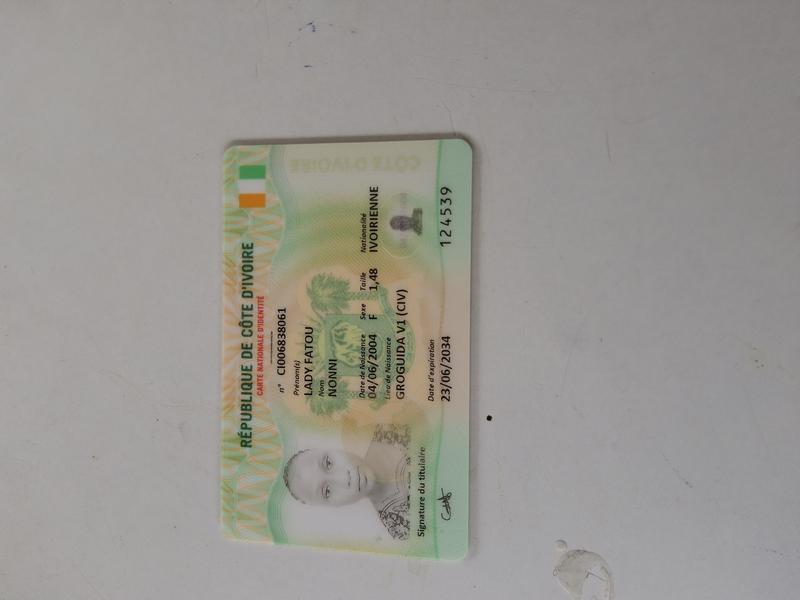 CÔTE D'IVOIRE
RÉPUBLIQUE DE CÔTE D'IVOIRE
CARTE NATIONALE D'IDENTITÉ
n° CI006838061
Prénom(s)
LADY FATOU
Nom
NONNI
Date de Naissance Sexe Taille Nationalité
04/06/2004 F 1,48 IVOIRIENNE
Lieu de Naissance
GROGUIDA V1 (CIV)
Date d'expiration
23/06/2034
124539
Signature du titulaire